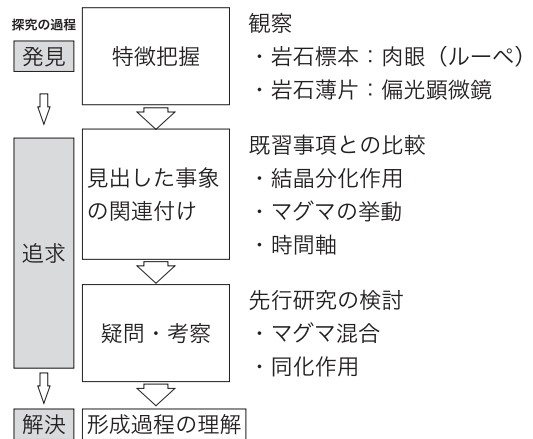 探究の過程
発見
特徴把握
観察
・岩石標本：肉眼（ルーペ）
・岩石薄片：偏光顕微鏡
追求
見出した事象
の関連付け
既習事項との比較
・結晶分化作用
・マグマの挙動
・時間軸
疑問・考察
先行研究の検討
・マグマ混合
・同化作用
解決
形成過程の理解